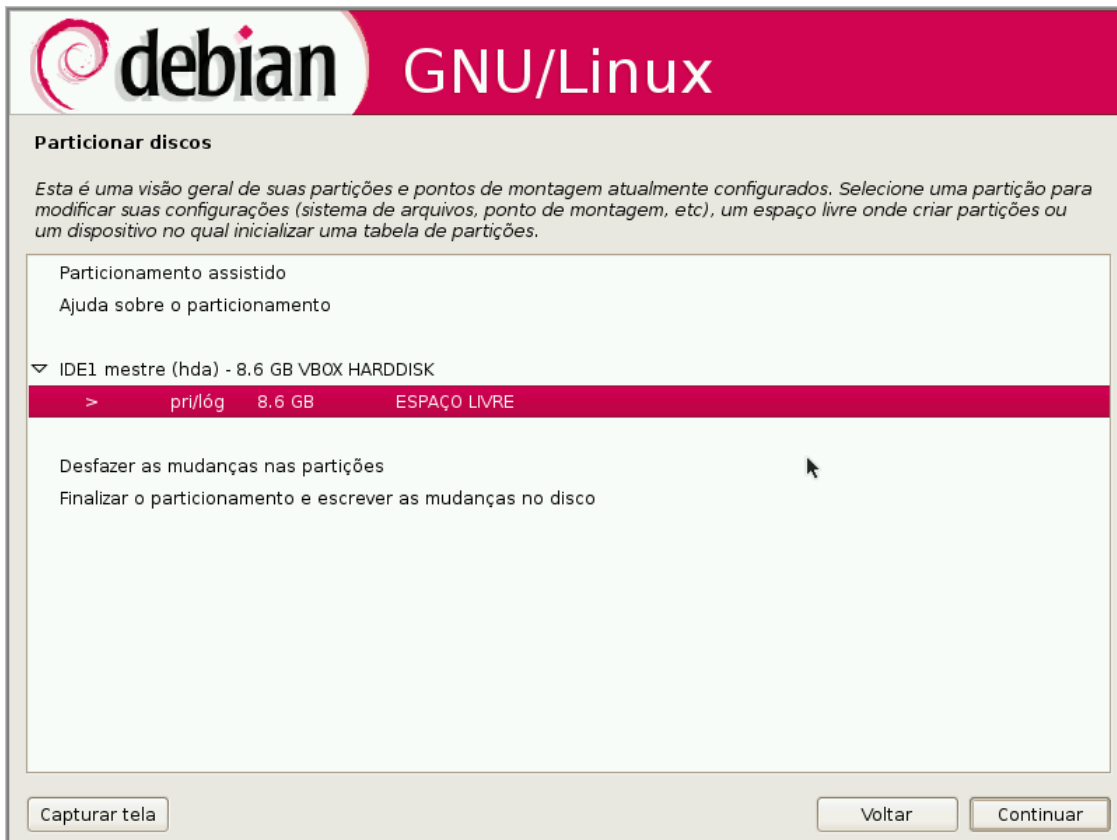 debian GNU/Linux
Particionar discos
Esta é uma visão geral de suas partições e pontos de montagem atualmente configurados. Selecione uma partição para
modificar suas configurações (sistema de arquivos, ponto de montagem, etc), um espaço livre onde criar partições ou
um dispositivo no qual inicializar uma tabela de partições.
Particionamento assistido
Ajuda sobre o particionamento
IDE1 mestre (hda) - 8.6 GB VBOX HARDDISK
> pri/lóg 8.6 GB ESPAÇO LIVRE
Desfazer as mudanças nas partições
Finalizar o particionamento e escrever as mudanças no disco
Capturar tela Voltar Continuar